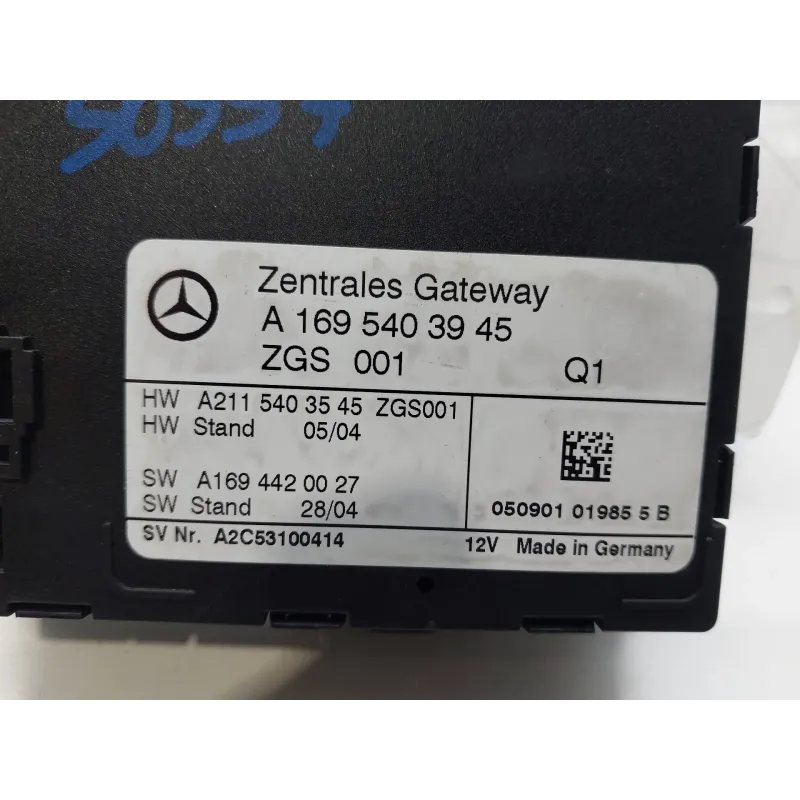 Zentrales Gateway
A 169 540 39 45
ZGS 001 Q1
HW A211 540 35 45 ZGS001
HW Stand 05/04
SW A169 442 00 27
SW Stand 28/04
050901 01985 5 B
SV Nr. A2C53100414 12V Made in Germany